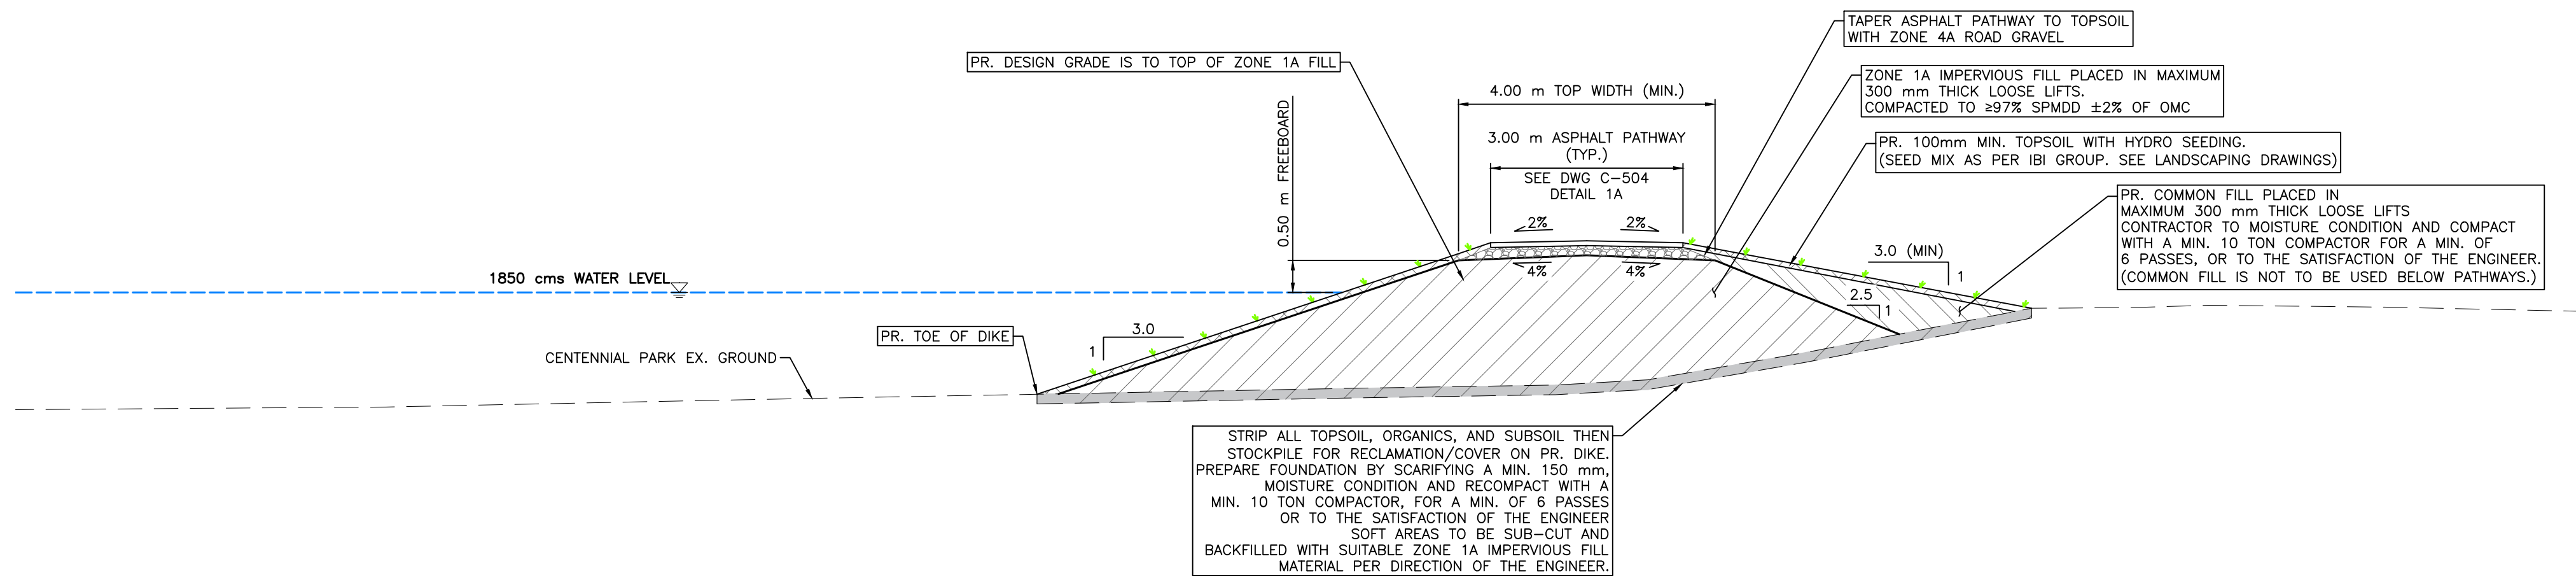 TAPER ASPHALT PATHWAY TO TOPSOIL
WITH ZONE 4A ROAD GRAVEL
PR. DESIGN GRADE IS TO TOP OF ZONE 1A FILL
ZONE 1A IMPERVIOUS FILL PLACED IN MAXIMUM
300 mm THICK LOOSE LIFTS.
COMPACTED TO ≥97% SPMDD ±2% OF OMC
4.00 m TOP WIDTH (MIN.)
0.50 m FREEBOARD
3.00 m ASPHALT PATHWAY
(TYP.)
SEE DWG C-504
DETAIL 1A
PR. 100mm MIN. TOPSOIL WITH HYDRO SEEDING.
(SEED MIX AS PER IBI GROUP. SEE LANDSCAPING DRAWINGS)
PR. COMMON FILL PLACED IN
MAXIMUM 300 mm THICK LOOSE LIFTS
CONTRACTOR TO MOISTURE CONDITION AND COMPACT
WITH A MIN. 10 TON COMPACTOR FOR A MIN. OF
6 PASSES, OR TO THE SATISFACTION OF THE ENGINEER.
(COMMON FILL IS NOT TO BE USED BELOW PATHWAYS.)
2%
2%
4%
4%
3.0 (MIN)
1
2.5
1
1850 cms WATER LEVEL
3.0
1
PR. TOE OF DIKE
CENTENNIAL PARK EX. GROUND
STRIP ALL TOPSOIL, ORGANICS, AND SUBSOIL THEN
STOCKPILE FOR RECLAMATION/COVER ON PR. DIKE.
PREPARE FOUNDATION BY SCARIFYING A MIN. 150 mm,
MOISTURE CONDITION AND RECOMPACT WITH A
MIN. 10 TON COMPACTOR, FOR A MIN. OF 6 PASSES
OR TO THE SATISFACTION OF THE ENGINEER
SOFT AREAS TO BE SUB-CUT AND
BACKFILLED WITH SUITABLE ZONE 1A IMPERVIOUS FILL
MATERIAL PER DIRECTION OF THE ENGINEER.